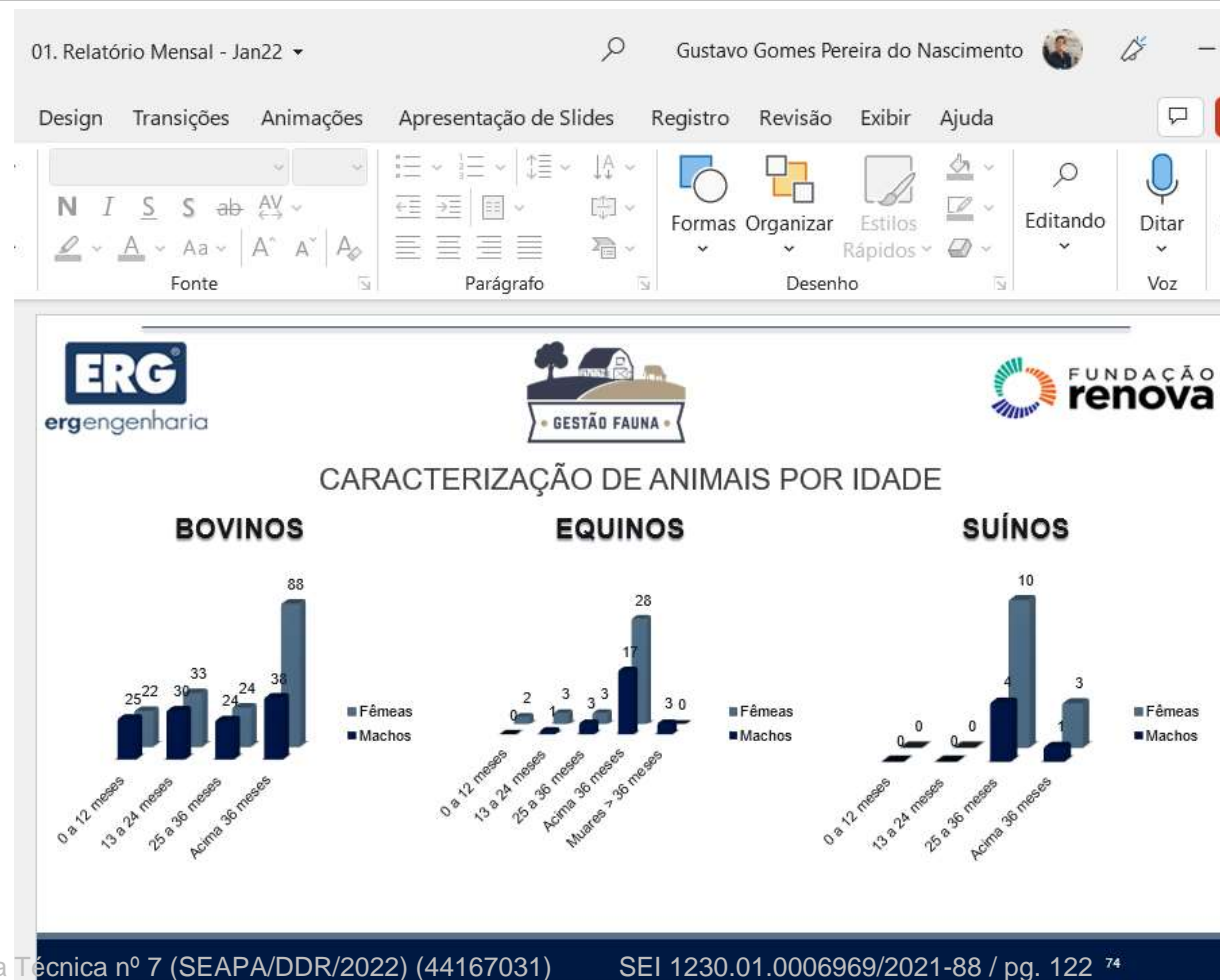 01. Relatório Mensal - Jan22
Gustavo Gomes Pereira do Nascimento
Design Transições Animações Apresentação de Slides Registro Revisão Exibir Ajuda
N I S S ab AV
Aa A A
Formas Organizar Estilos Rápidos Editando Ditar
Fonte Parágrafo Desenho Voz
ERG
ergengenharia
GESTÃO FAUNA
FUNDAÇÃO
renova
CARACTERIZAÇÃO DE ANIMAIS POR IDADE
BOVINOS
25 22 30 33 24 24 38 88
Fêmeas
Machos
0 a 12 meses
13 a 24 meses
25 a 36 meses
Acima 36 meses
EQUINOS
0 2 1 3 3 3 17 28 3 0
Fêmeas
Machos
0 a 12 meses
13 a 24 meses
25 a 36 meses
Acima 36 meses
Muares > 36 meses
SUÍNOS
0 0 0 0 4 10 1 3
Fêmeas
Machos
0 a 12 meses
13 a 24 meses
25 a 36 meses
Acima 36 meses
a Técnica nº 7 (SEAPA/DDR/2022) (44167031) SEI 1230.01.0006969/2021-88 / pg. 122 74